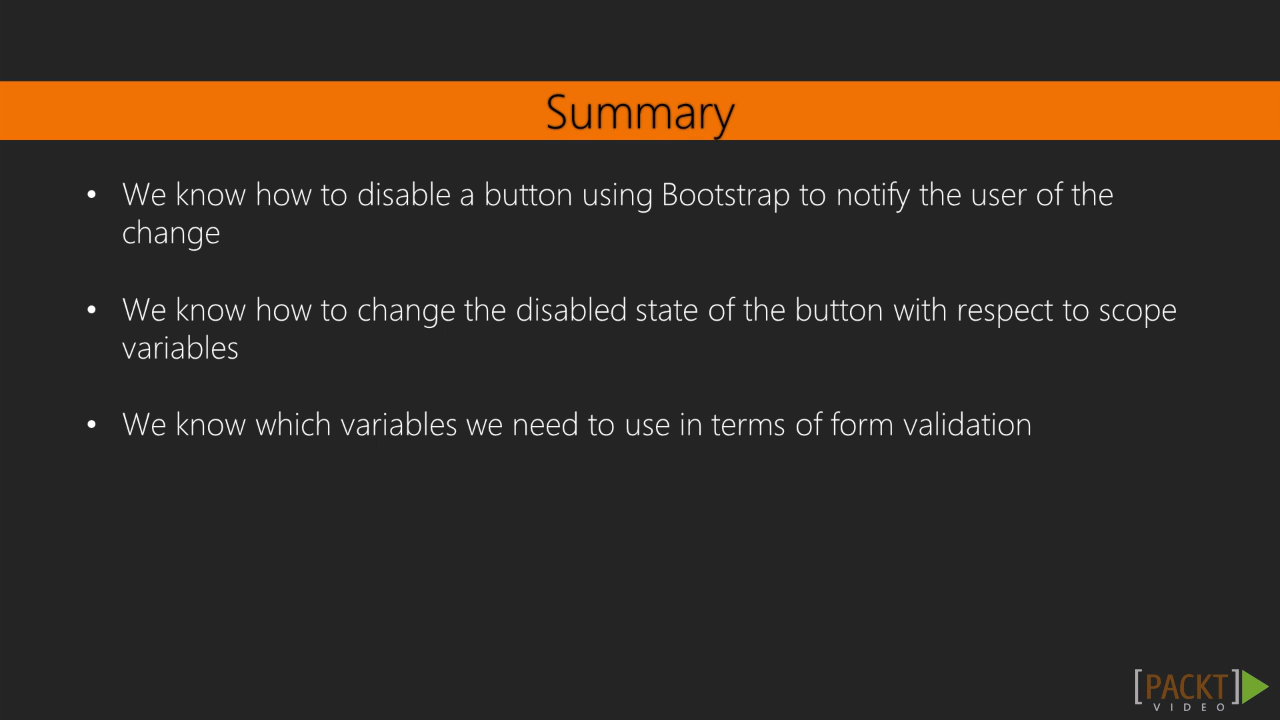 Summary
• We know how to disable a button using Bootstrap to notify the user of the
change
• We know how to change the disabled state of the button with respect to scope
variables
• We know which variables we need to use in terms of form validation
[PACKT]
VIDEO